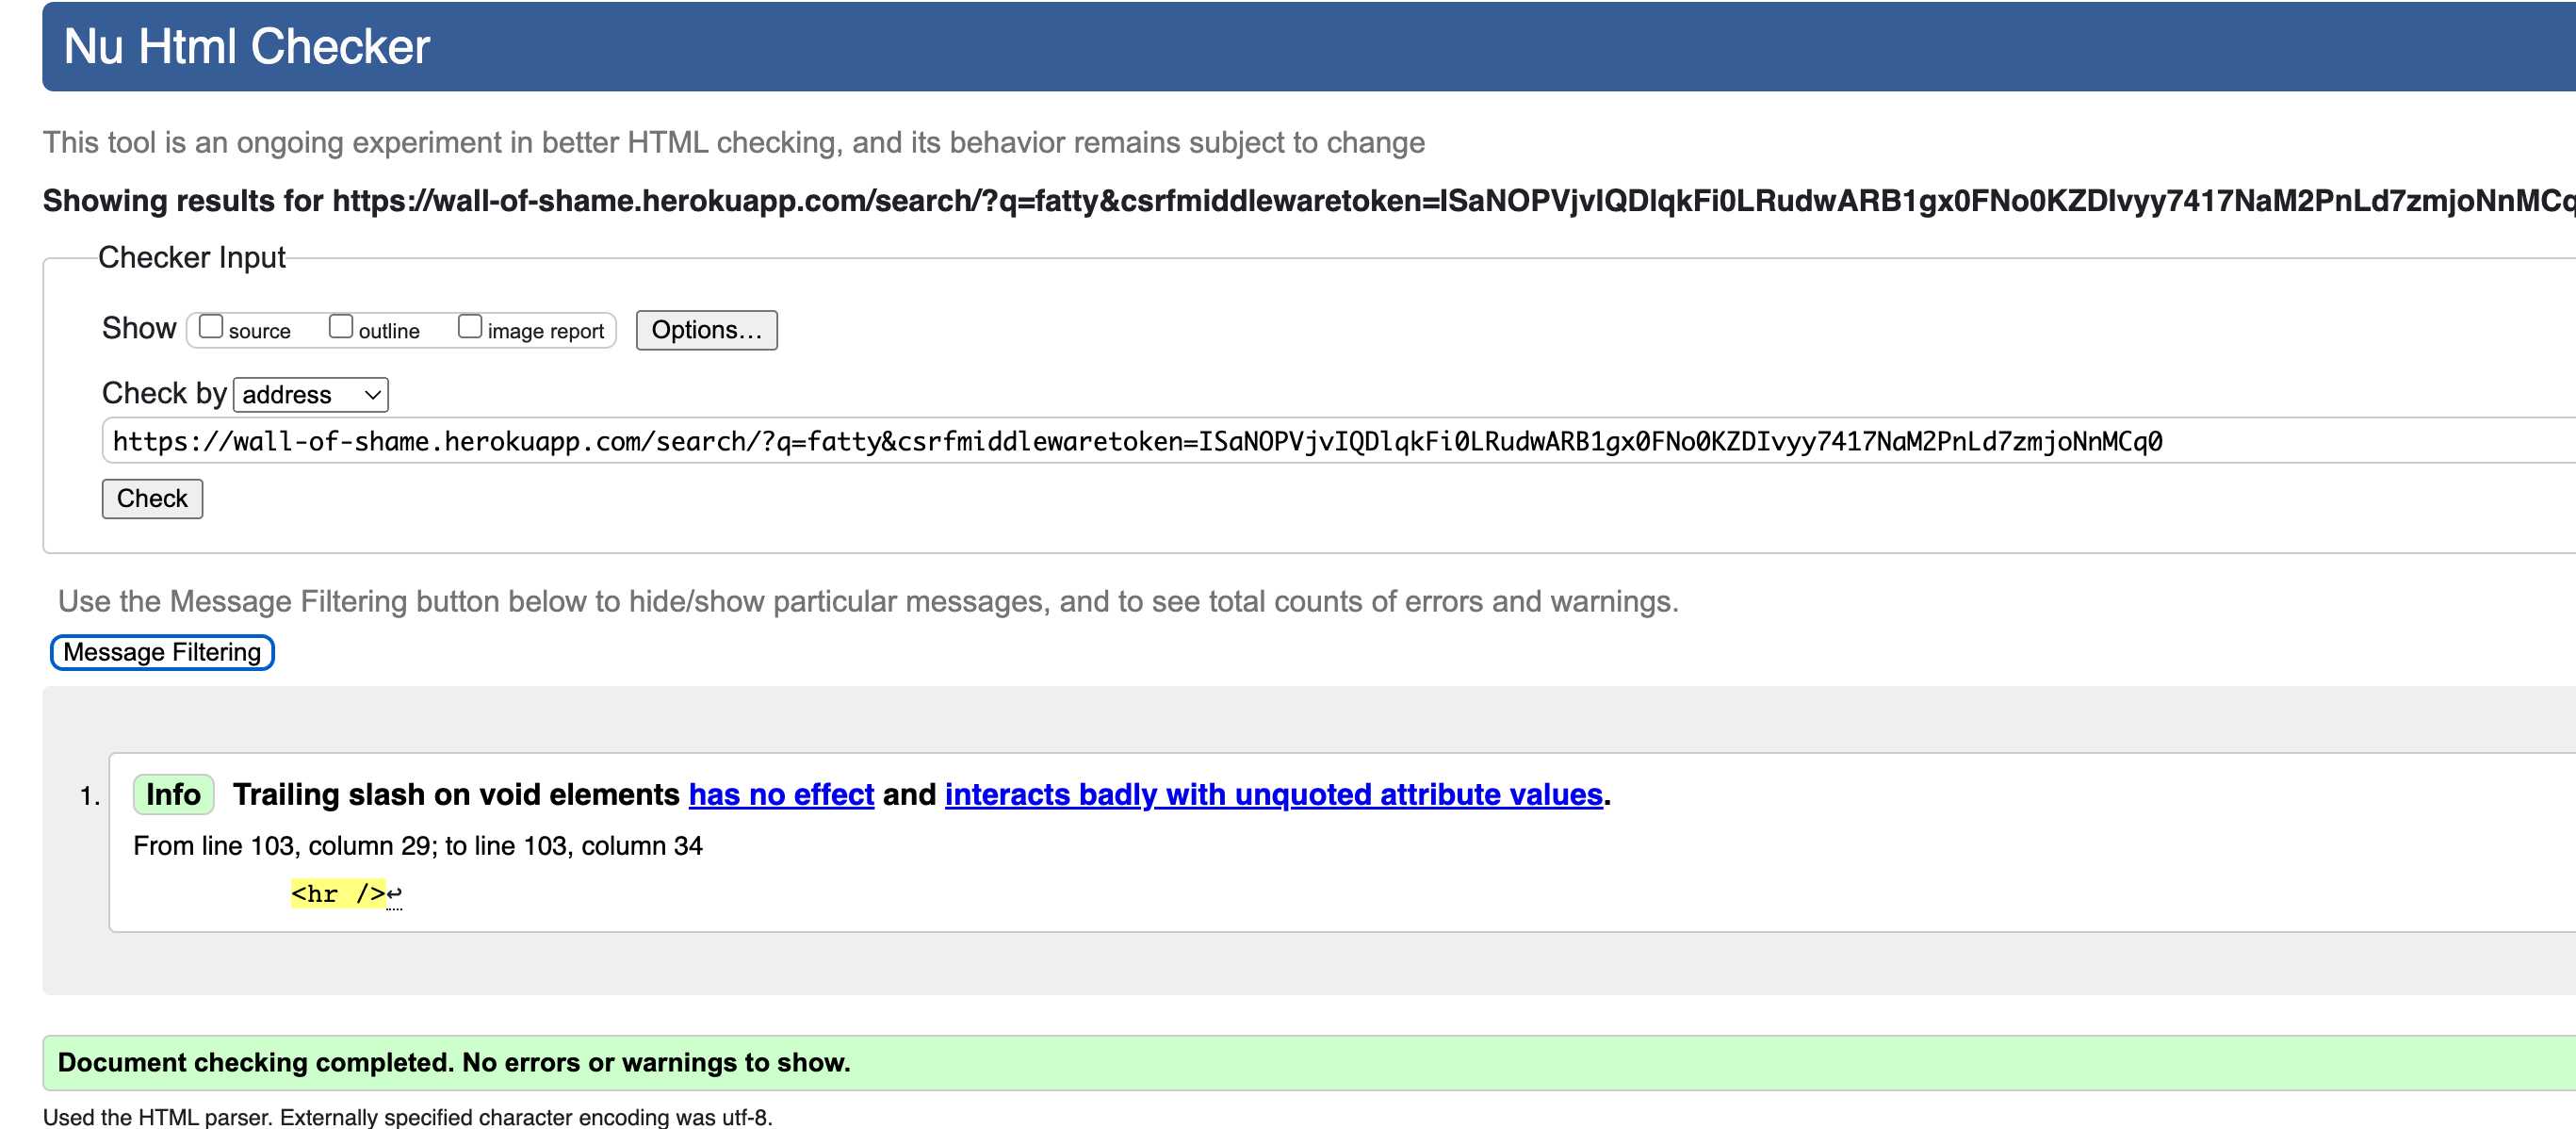 Nu Html Checker
This tool is an ongoing experiment in better HTML checking, and its behavior remains subject to change
Showing results for https://wall-of-shame.herokuapp.com/search/?q=fatty&csrfmiddlewaretoken=ISaNOPVjvIQDlqkFi0LRudwARB1gx0FNo0KZDIvyy7417NaM2PnLd7zmjoNnMCq
Checker Input
Show source outline image report Options...
Check by address
https://wall-of-shame.herokuapp.com/search/?q=fatty&csrfmiddlewaretoken=ISaNOPVjvIQDlqkFi0LRudwARB1gx0FNo0KZDIvyy7417NaM2PnLd7zmjoNnMCq0
Check
Use the Message Filtering button below to hide/show particular messages, and to see total counts of errors and warnings.
Message Filtering
1. Info Trailing slash on void elements has no effect and interacts badly with unquoted attribute values.
From line 103, column 29; to line 103, column 34
<hr />↩
Document checking completed. No errors or warnings to show.
Used the HTML parser. Externally specified character encoding was utf-8.